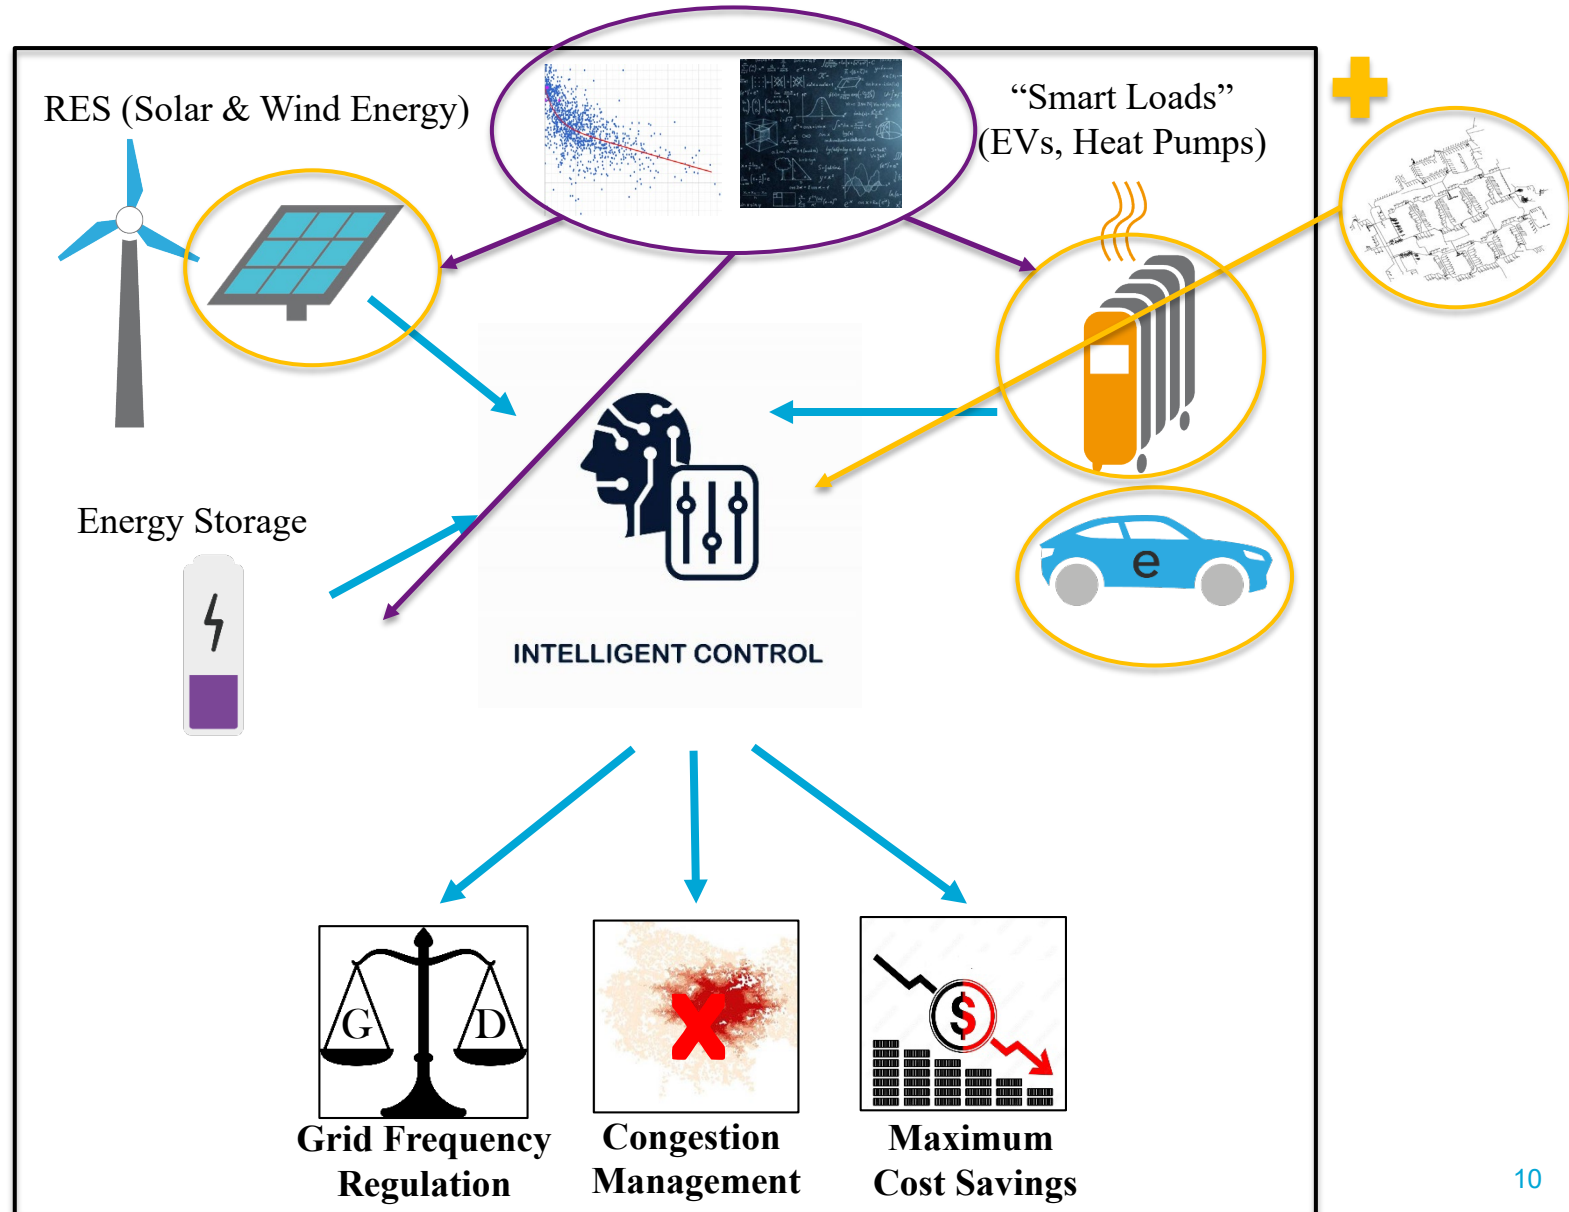 RES (Solar & Wind Energy)
“Smart Loads”
(EVs, Heat Pumps)
Energy Storage
e
INTELLIGENT CONTROL
G
D
$
Grid Frequency
Regulation
Congestion
Management
Maximum
Cost Savings
10